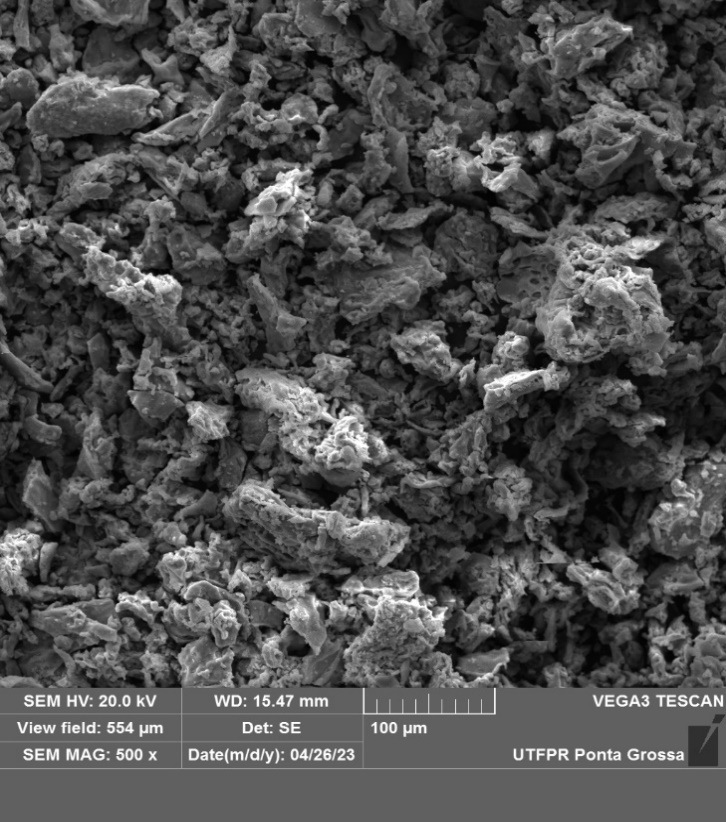 SEM HV: 20.0 kV WD: 15.47 mm VEGA3 TESCAN
View field: 554 µm Det: SE 100 µm
SEM MAG: 500 x Date(m/d/y): 04/26/23 UTFPR Ponta Grossa